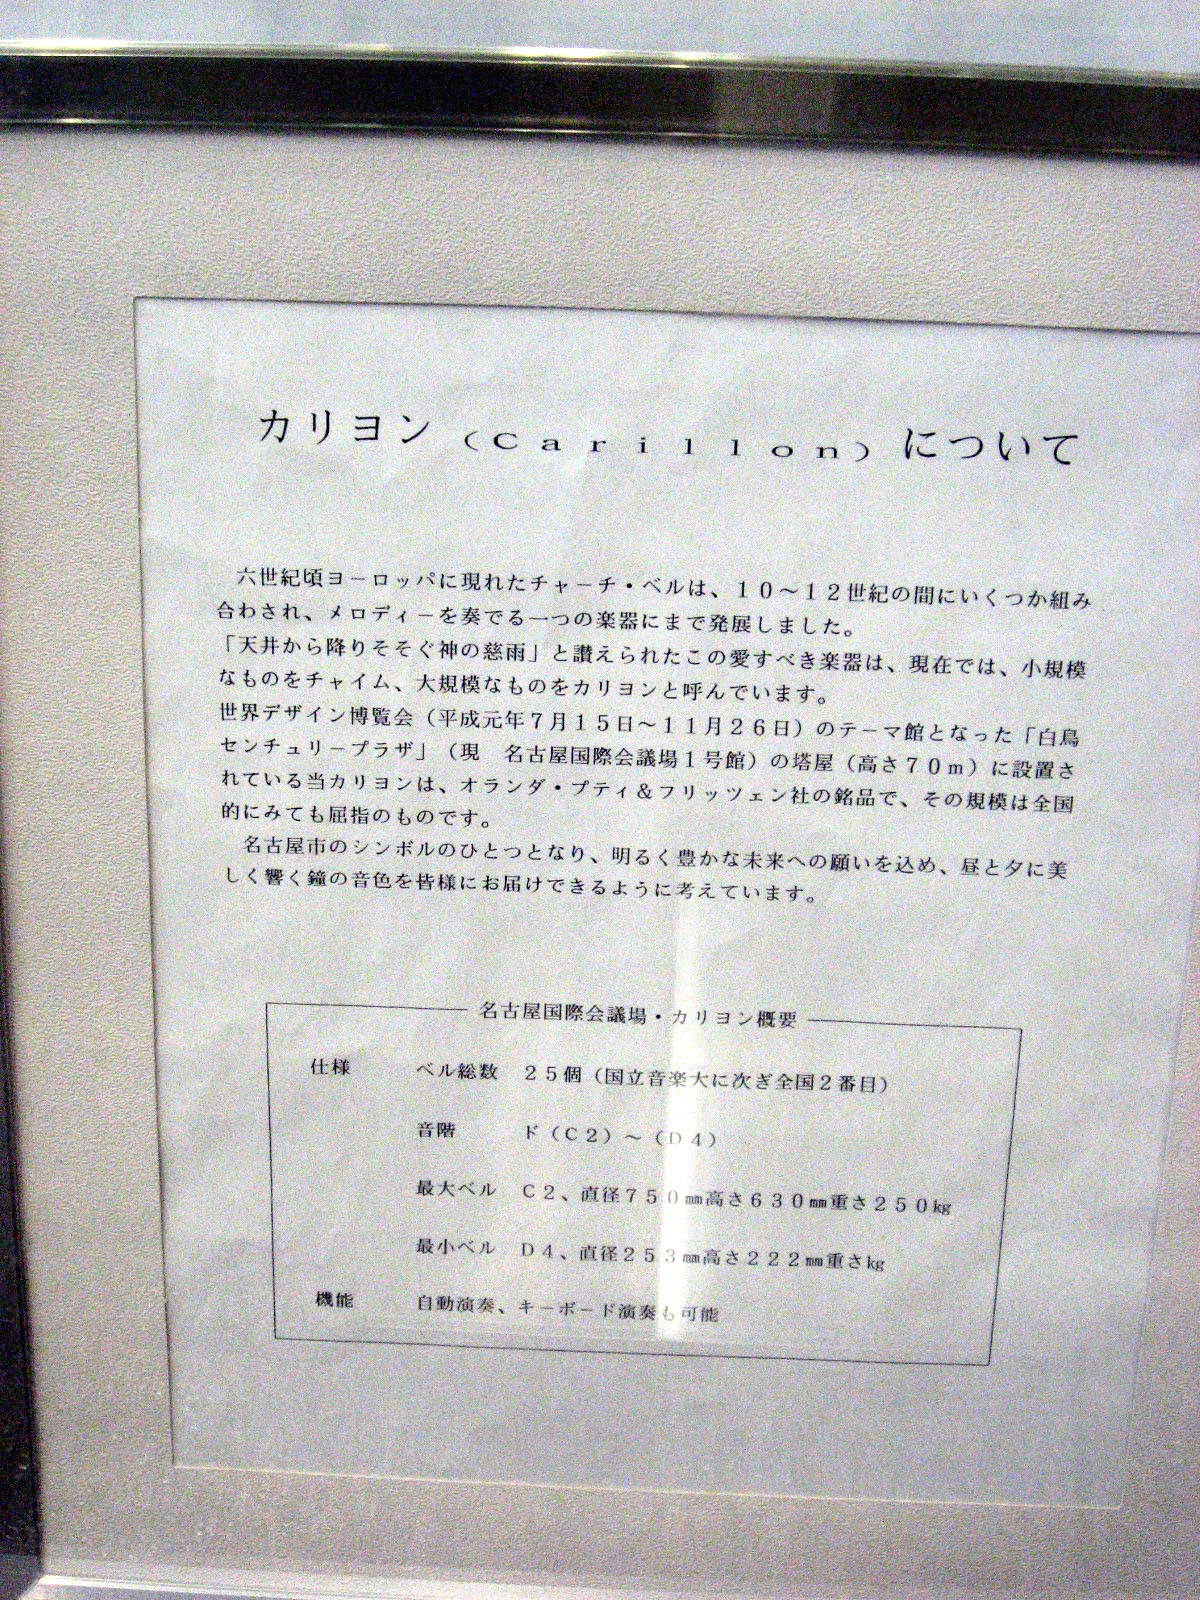 カリヨン（Ｃａｒｉｌｌｏｎ）について
六世紀頃ヨーロッパに現れたチャーチ・ベルは、１０～１２世紀の間にいくつか組み
合わされ、メロディーを奏でる一つの楽器にまで発展しました。
「天井から降りそそぐ神の慈雨」と讃えられたこの愛すべき楽器は、現在では、小規模
なものをチャイム、大規模なものをカリヨンと呼んでいます。
世界デザイン博覧会（平成元年７月１５日～１１月２６日）のテーマ館となった「白鳥
センチュリープラザ」（現　名古屋国際会議場１号館）の塔屋（高さ７０ｍ）に設置さ
れている当カリヨンは、オランダ・プティ＆フリッツェン社の銘品で、その規模は全国
的にみても屈指のものです。
名古屋市のシンボルのひとつとなり、明るく豊かな未来への願いを込め、昼と夕に美
しく響く鐘の音色を皆様にお届けできるように考えています。
名古屋国際会議場・カリヨン概要
仕様　ベル総数　２５個（国立音楽大に次ぎ全国２番目）
音階　ド（Ｃ２）～（Ｄ４）
最大ベル　Ｃ２、直径７５０㎜高さ６３０㎜重さ２５０㎏
最小ベル　Ｄ４、直径２５３㎜高さ２２２㎜重さ㎏
機能　自動演奏、キーボード演奏も可能